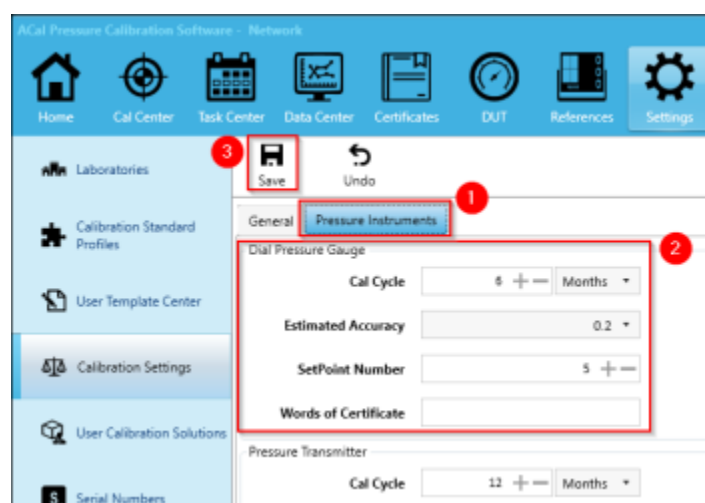 ACal Pressure Calibration Software - Network
Home Cal Center Task Center Data Center Certificates DUT References Settings
3
Save Undo
Laboratories
1
General Pressure Instruments
Calibration Standard
Profiles
Dial Pressure Gauge
2
Cal Cycle 6 Months
User Template Center
Estimated Accuracy 0.2
Calibration Settings
SetPoint Number 5
Words of Certificate
User Calibration Solutions
Pressure Transmitter
Cal Cycle 12 Months
S Serial Numbers